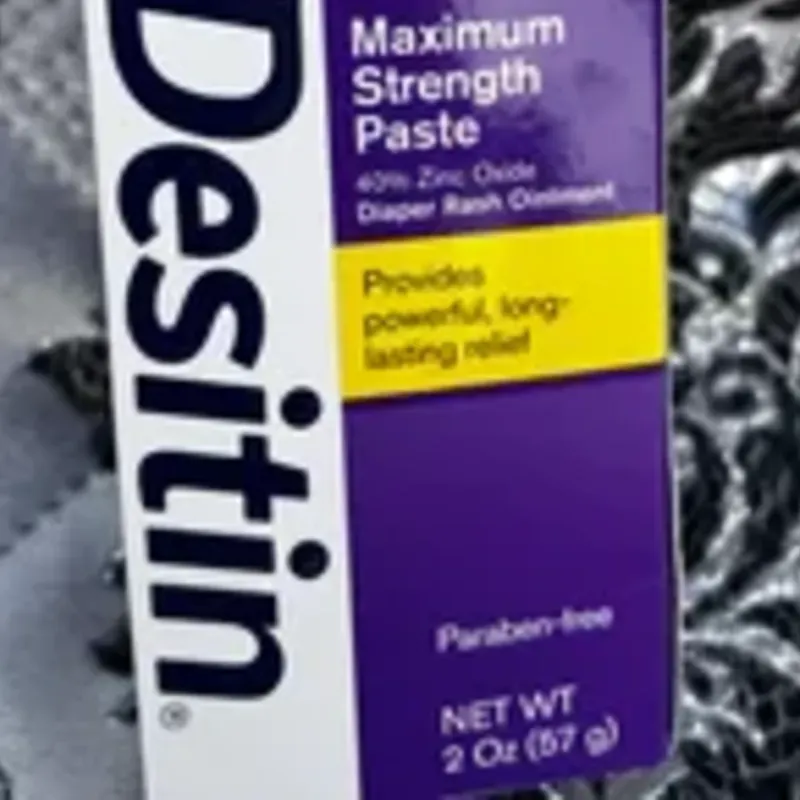 Desitin®
Maximum
Strength
Paste
40% Zinc Oxide
Diaper Rash Ointment
Provides
powerful, long-
lasting relief
Paraben-free
NET WT
2 Oz (57 g)